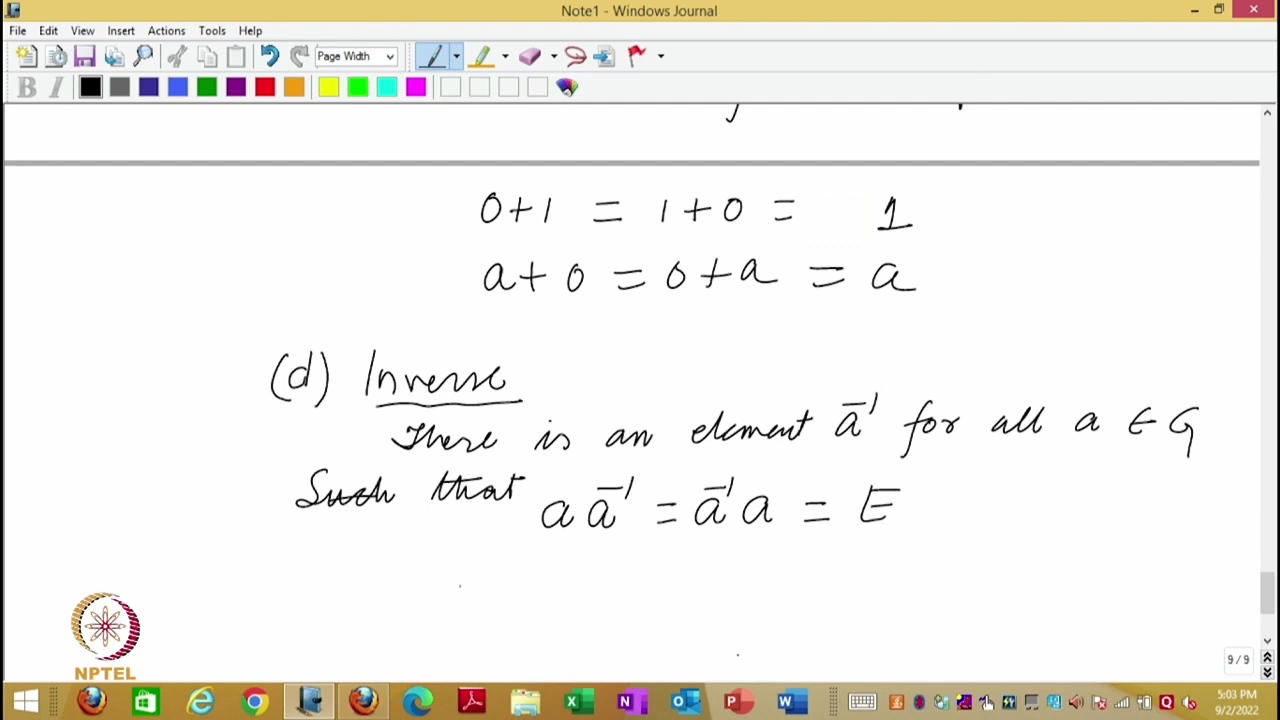 Note1 - Windows Journal
File Edit View Insert Actions Tools Help
Page Width
B I
0+1 = 1+0 = 1
a+0 = 0+a = a
(d) Inverse
There is an element a⁻¹ for all a ∈ G
Such that a a⁻¹ = a⁻¹ a = E
NPTEL
9/9
5:03 PM
9/2/2022